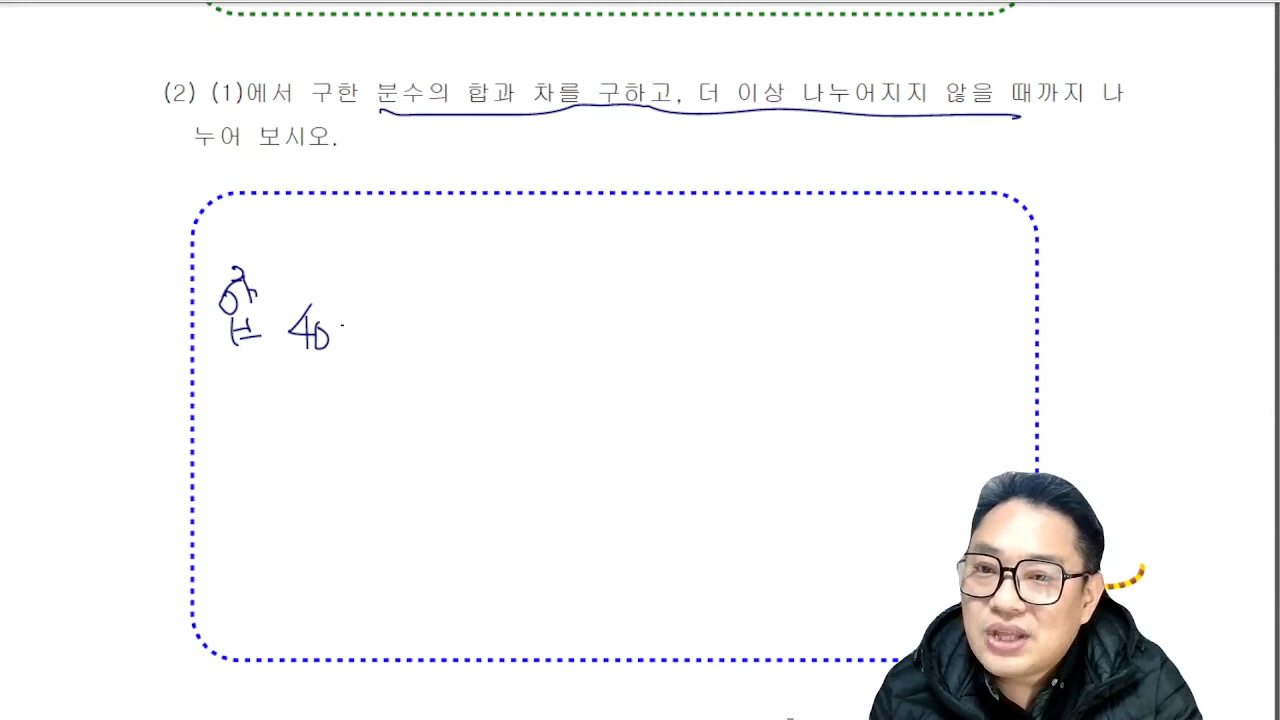 (2) (1)에서 구한 분수의 합과 차를 구하고, 더 이상 나누어지지 않을 때까지 나
누어 보시오.
합 40